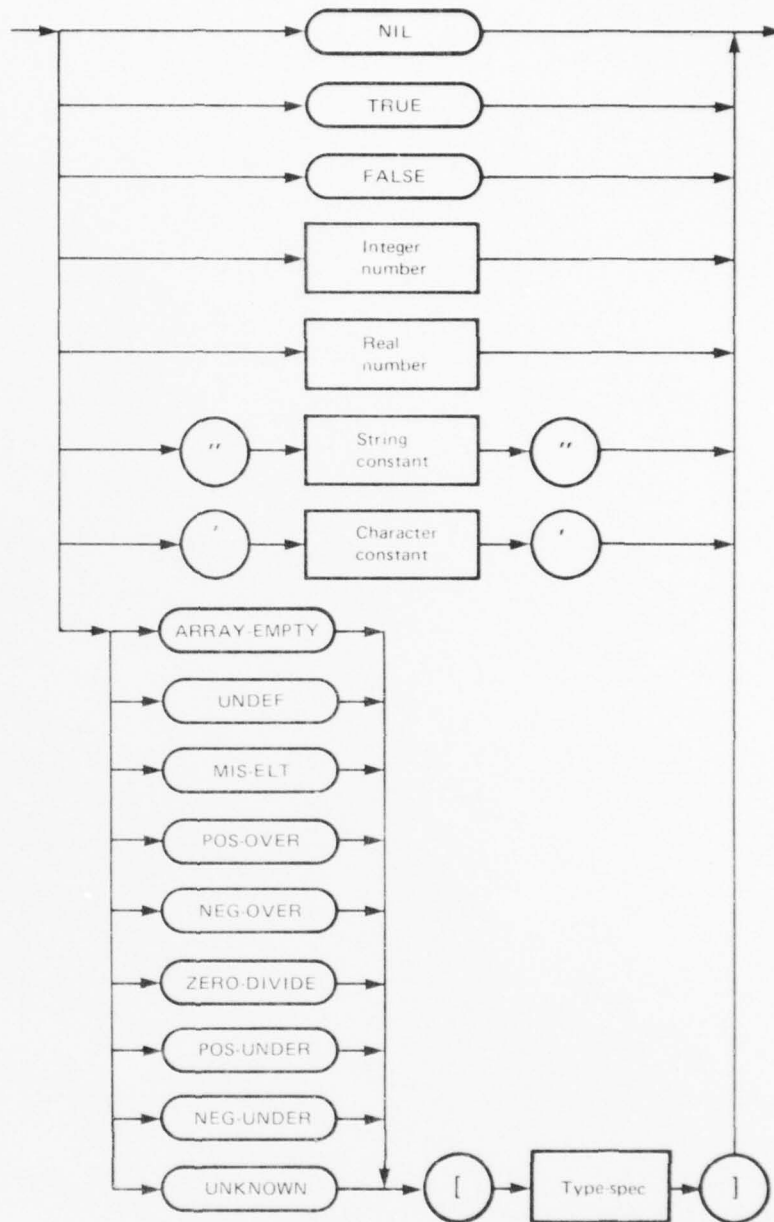 NIL
TRUE
FALSE
Integer
number
Real
number
" String
constant "
' Character
constant '
ARRAY-EMPTY
UNDEF
MIS-ELT
POS-OVER
NEG-OVER
ZERO-DIVIDE
POS-UNDER
NEG-UNDER
UNKNOWN [ Type-spec ]